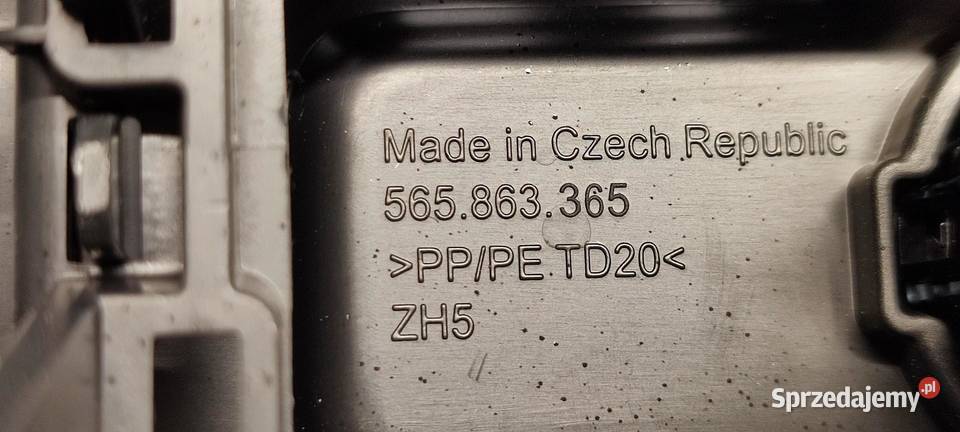 Made in Czech Republic
565.863.365
>PP/PE TD20<
ZH5
Sprzedajemy.pl